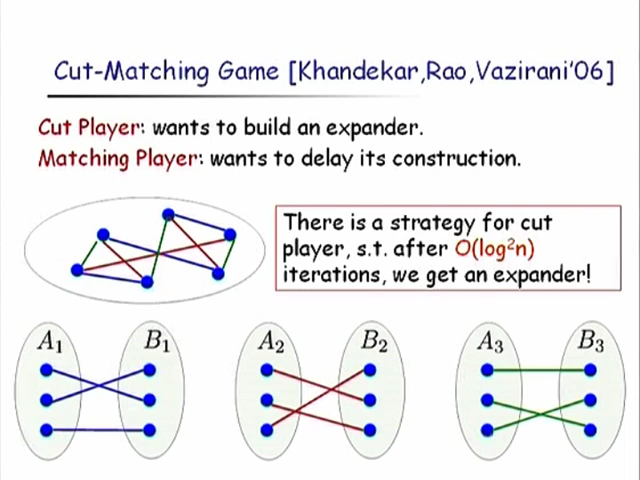 Cut-Matching Game [Khandekar,Rao,Vazirani'06]
Cut Player: wants to build an expander.
Matching Player: wants to delay its construction.
There is a strategy for cut
player, s.t. after O(log²n)
iterations, we get an expander!
A₁ B₁ A₂ B₂ A₃ B₃